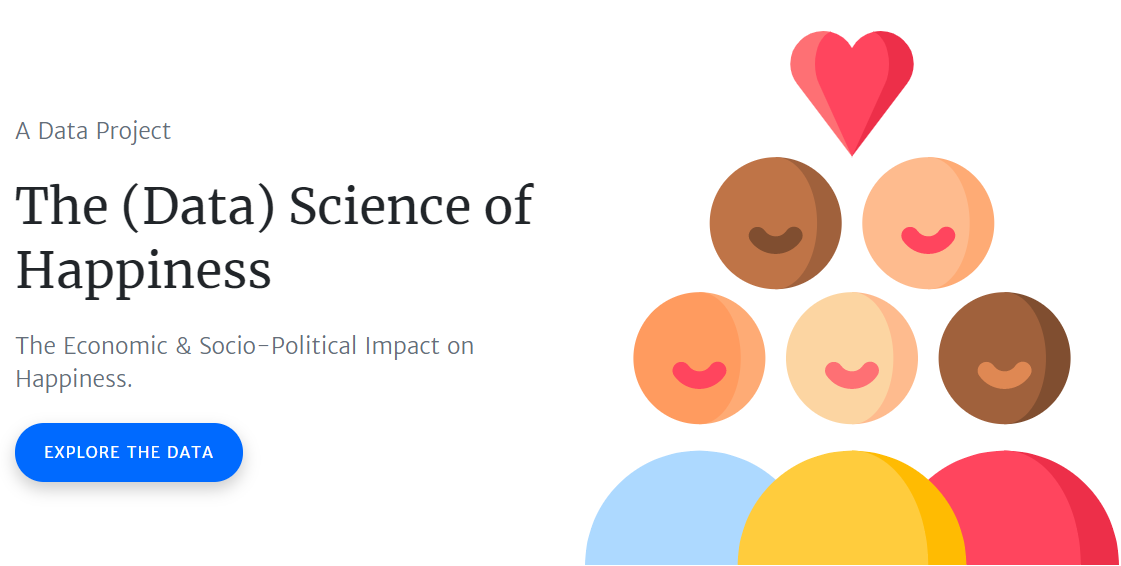 A Data Project
The (Data) Science of
Happiness
The Economic & Socio-Political Impact on
Happiness.
EXPLORE THE DATA